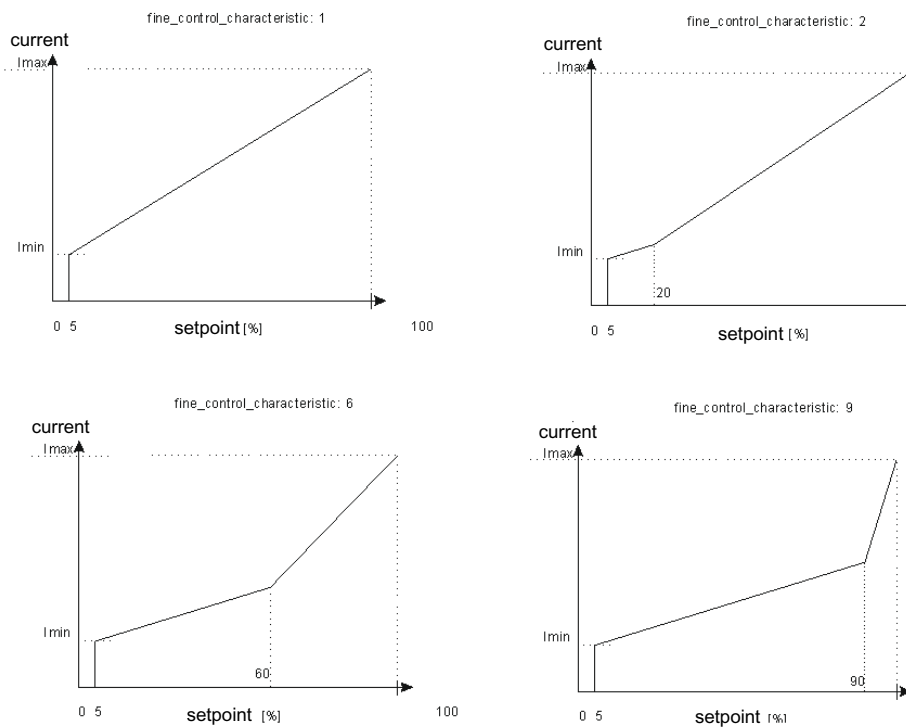 fine_control_characteristic: 1
current
Imax
Imin
0 5
setpoint [%]
100
fine_control_characteristic: 2
current
Imax
Imin
20
0 5
setpoint [%]
fine_control_characteristic: 6
current
Imax
Imin
60
0 5
setpoint [%]
100
fine_control_characteristic: 9
current
Imax
Imin
90
0 5
setpoint [%]